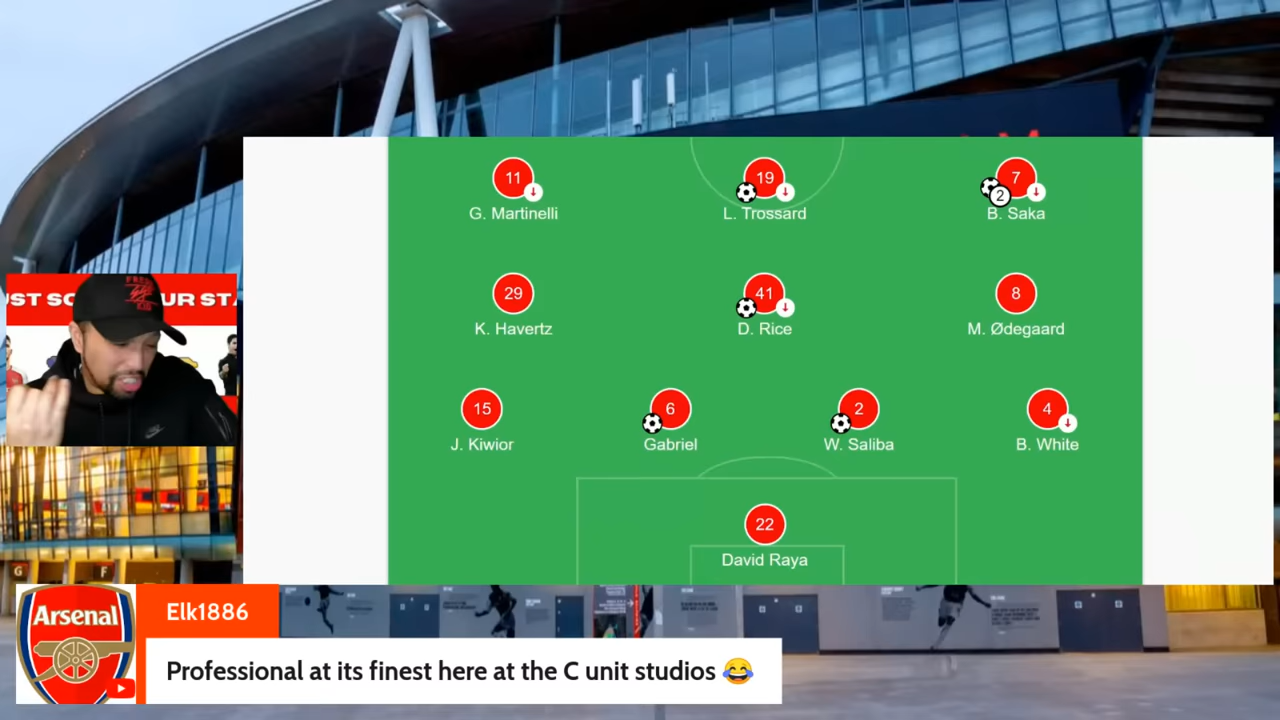 11
19
7
2
G. Martinelli
L. Trossard
B. Saka
29
41
8
K. Havertz
D. Rice
M. Ødegaard
15
6
2
4
J. Kiwior
Gabriel
W. Saliba
B. White
22
David Raya
G
F
Arsenal
Elk1886
Professional at its finest here at the C unit studios 😂